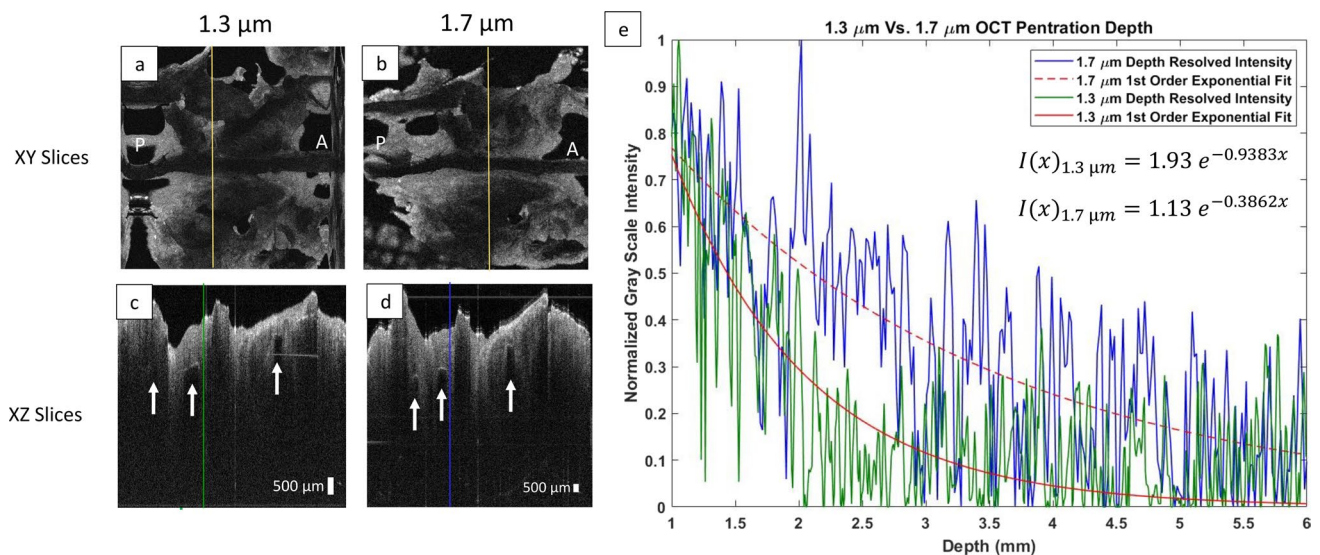 1.3 µm
1.7 µm
XY Slices
a
P
A
b
P
A
XZ Slices
c
500 µm
d
500 µm
e
1.3 µm Vs. 1.7 µm OCT Pentration Depth
1.7 µm Depth Resolved Intensity
1.7 µm 1st Order Exponential Fit
1.3 µm Depth Resolved Intensity
1.3 µm 1st Order Exponential Fit
I(x)1.3 µm = 1.93 e^−0.9383x
I(x)1.7 µm = 1.13 e^−0.3862x
Normalized Gray Scale Intensity
1
0.9
0.8
0.7
0.6
0.5
0.4
0.3
0.2
0.1
0
1 1.5 2 2.5 3 3.5 4 4.5 5 5.5 6
Depth (mm)